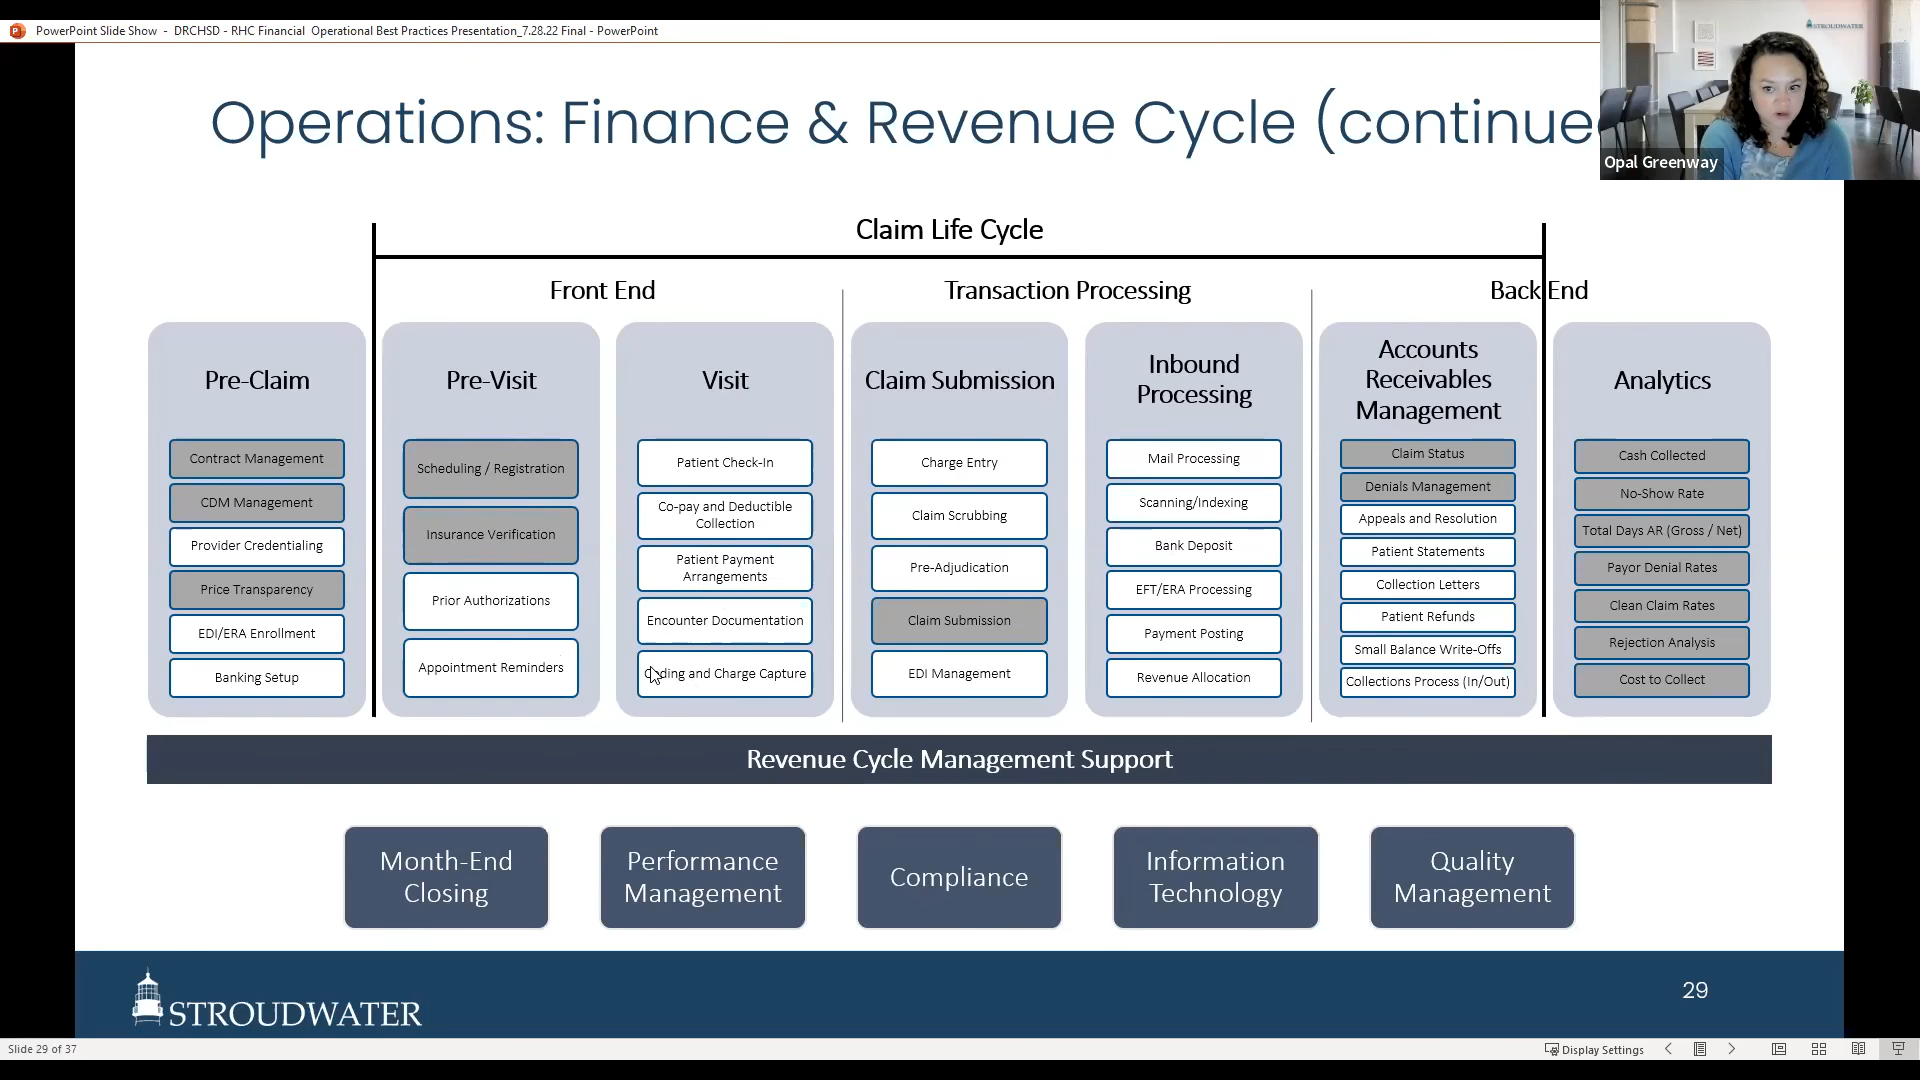 PowerPoint Slide Show - DRCHSD - RHC Financial Operational Best Practices Presentation_7.28.22 Final - PowerPoint
STROUDWATER
Opal Greenway
Operations: Finance & Revenue Cycle (continue
Claim Life Cycle
Front End
Transaction Processing
Back End
Pre-Claim
Contract Management
CDM Management
Provider Credentialing
Price Transparency
EDI/ERA Enrollment
Banking Setup
Pre-Visit
Scheduling / Registration
Insurance Verification
Prior Authorizations
Appointment Reminders
Visit
Patient Check-In
Co-pay and Deductible
Collection
Patient Payment
Arrangements
Encounter Documentation
Coding and Charge Capture
Claim Submission
Charge Entry
Claim Scrubbing
Pre-Adjudication
Claim Submission
EDI Management
Inbound
Processing
Mail Processing
Scanning/Indexing
Bank Deposit
EFT/ERA Processing
Payment Posting
Revenue Allocation
Accounts
Receivables
Management
Claim Status
Denials Management
Appeals and Resolution
Patient Statements
Collection Letters
Patient Refunds
Small Balance Write-Offs
Collections Process (In/Out)
Analytics
Cash Collected
No-Show Rate
Total Days AR (Gross / Net)
Payor Denial Rates
Clean Claim Rates
Rejection Analysis
Cost to Collect
Revenue Cycle Management Support
Month-End
Closing
Performance
Management
Compliance
Information
Technology
Quality
Management
STROUDWATER
29
Slide 29 of 37
Display Settings